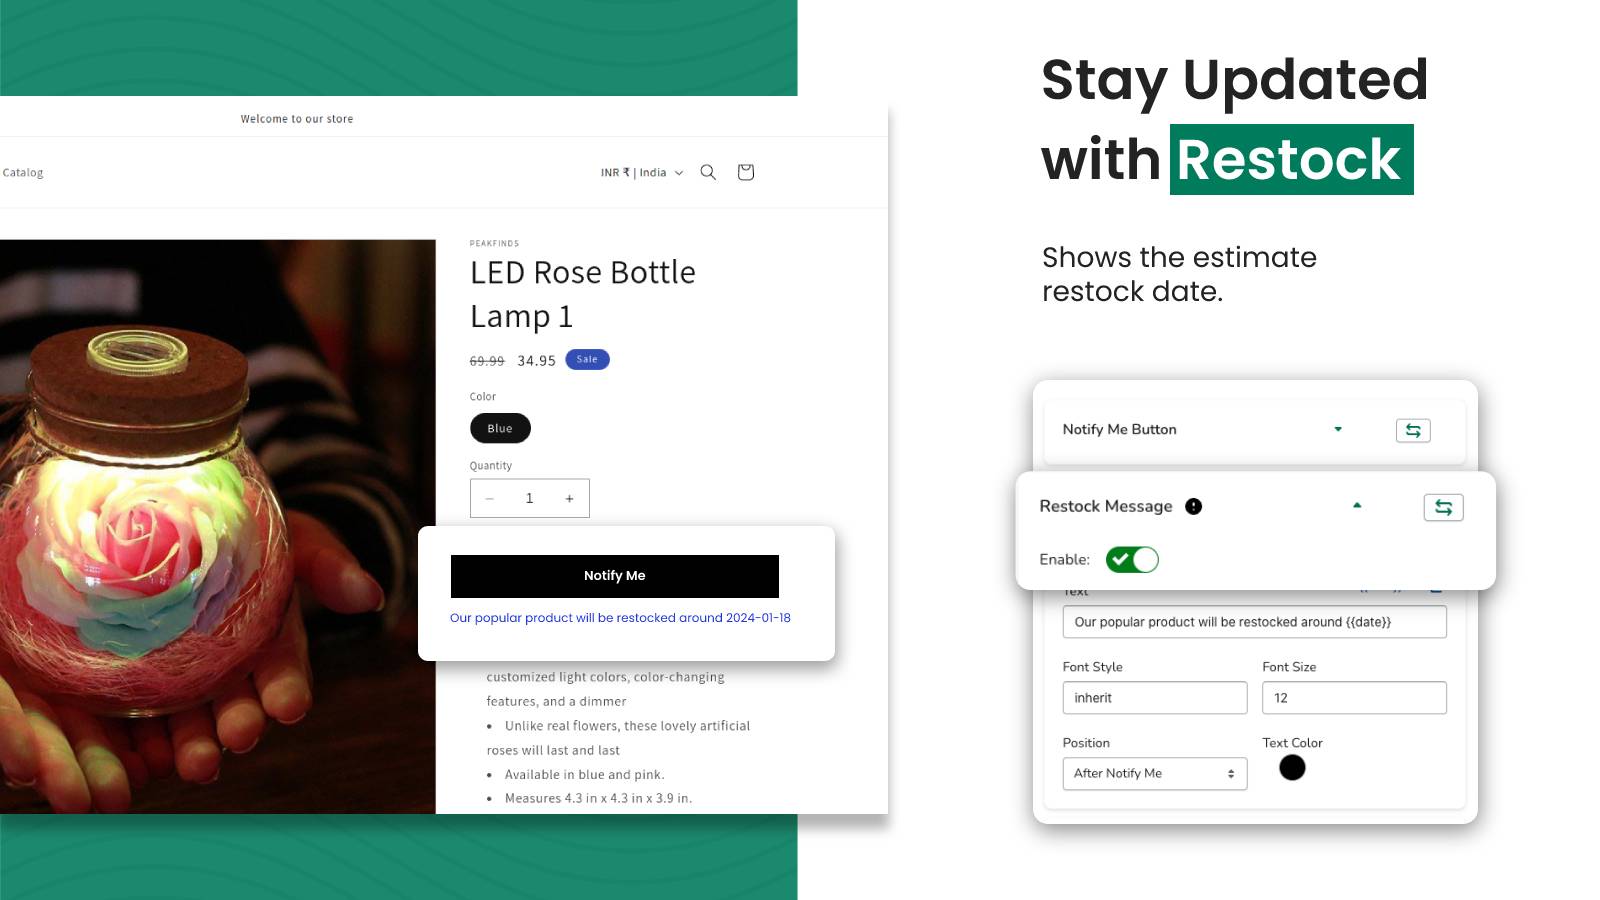 Welcome to our store
Catalog
INR ₹ | India
PEAKFINDS
LED Rose Bottle
Lamp 1
69.99 34.95 Sale
Color
Blue
Quantity
− 1 +
Notify Me
Our popular product will be restocked around 2024-01-18
customized light colors, color-changing
features, and a dimmer
• Unlike real flowers, these lovely artificial
roses will last and last
• Available in blue and pink.
• Measures 4.3 in x 4.3 in x 3.9 in.
Stay Updated
with Restock
Shows the estimate
restock date.
Notify Me Button
Restock Message
Enable:
Text
Our popular product will be restocked around {{date}}
Font Style Font Size
inherit 12
Position Text Color
After Notify Me